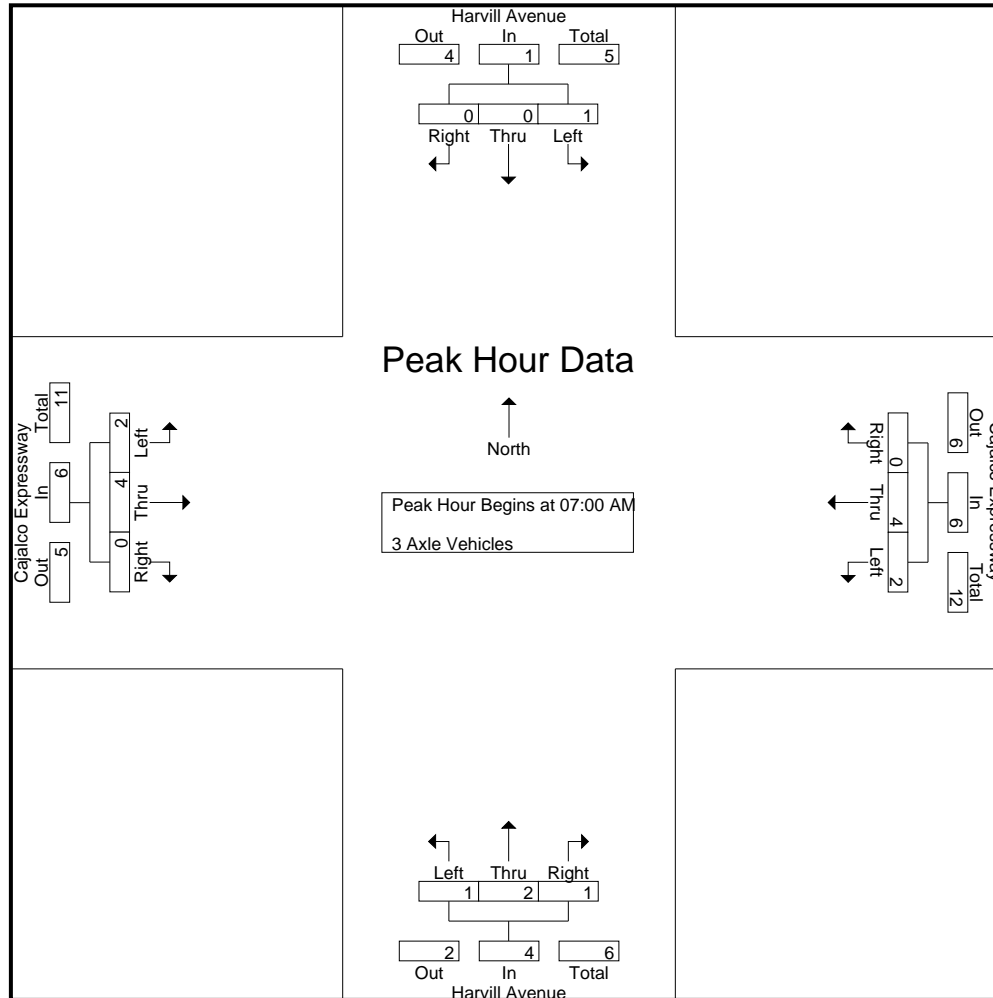 Harvill Avenue
Out In Total
4 1 5
0 0 1
Right Thru Left
Peak Hour Data
North
Peak Hour Begins at 07:00 AM
3 Axle Vehicles
Cajalco Expressway
Total In Out
11 6 5
2 4 0
Left Thru Right
Cajalco Expressway
Out In Total
6 6 12
0 4 2
Right Thru Left
Left Thru Right
1 2 1
2 4 6
Out In Total
Harvill Avenue